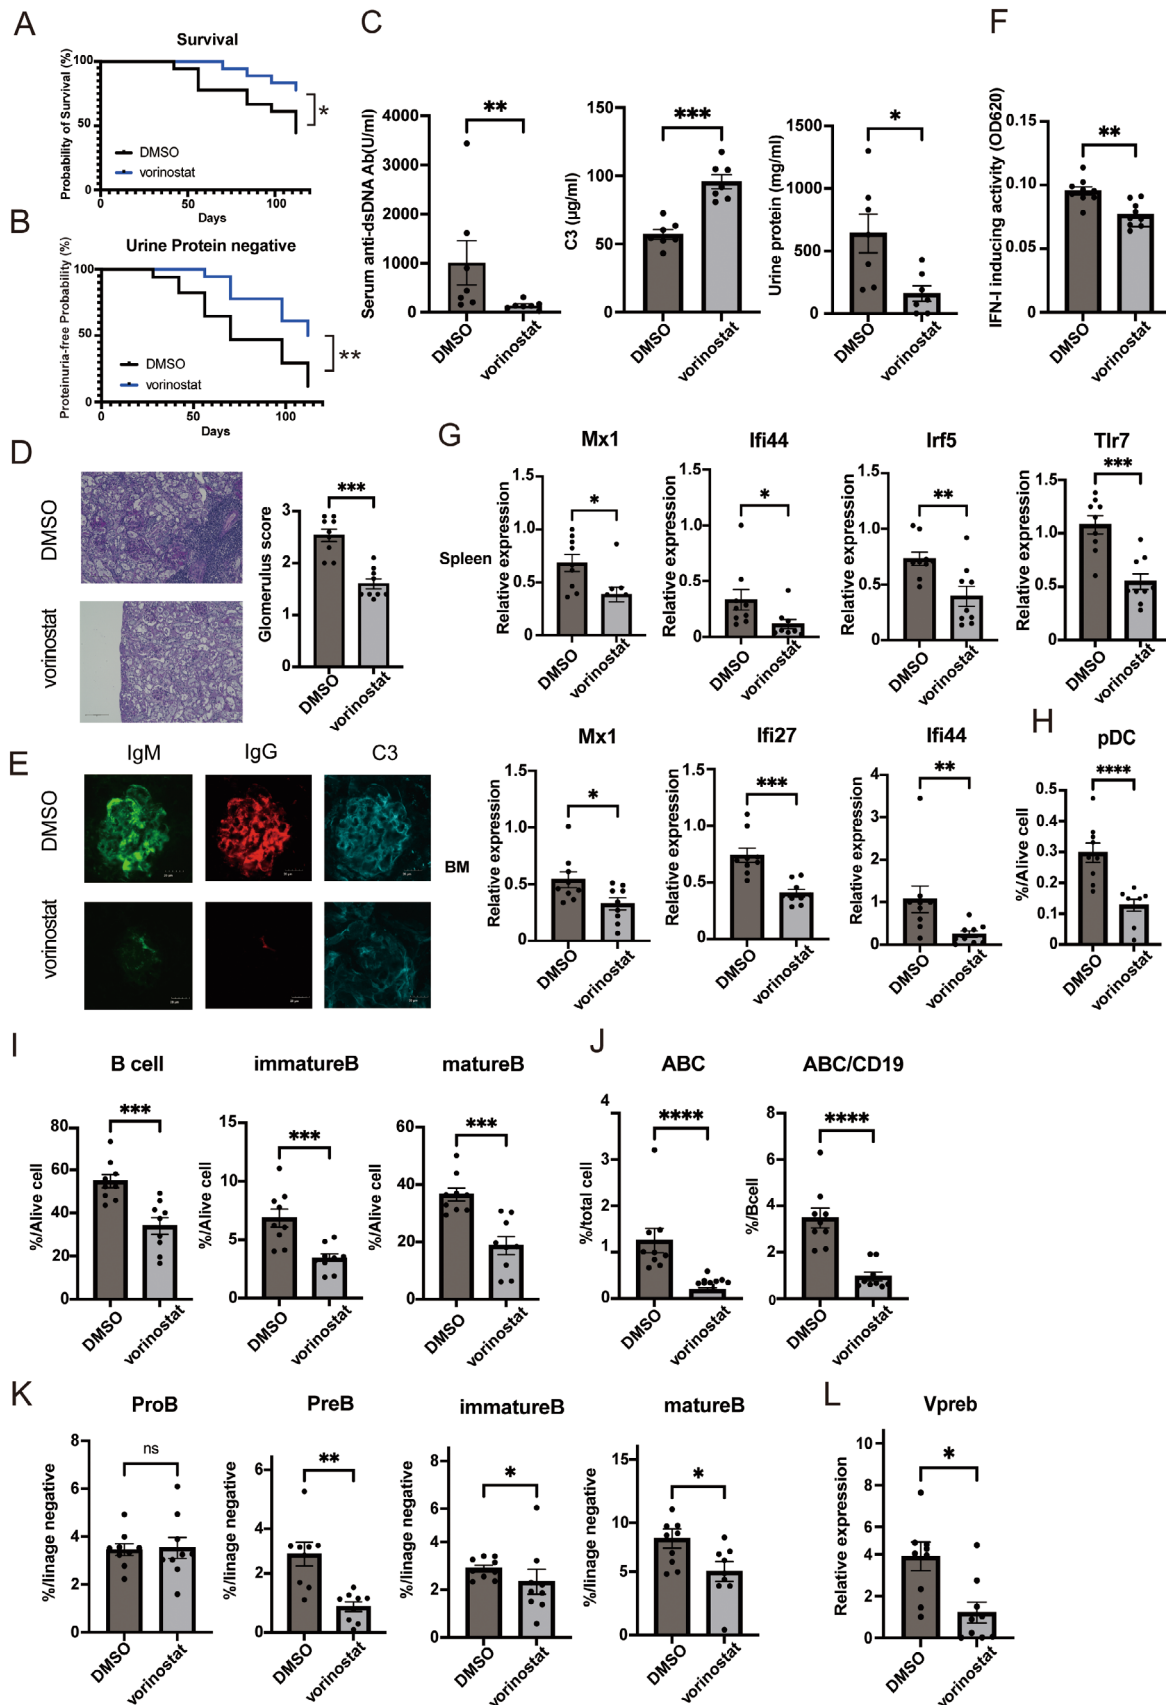 A
Survival
Probability of Survival (%)
100
50
0
0
50
100
Days
DMSO
vorinostat
*
B
Urine Protein negative
Proteinuria-free Probability (%)
100
50
0
0
50
100
Days
DMSO
vorinostat
**
C
Serum anti-dsDNA Ab(U/ml)
4000
3000
2000
1000
0
**
DMSO
vorinostat
C3 (μg/ml)
150
100
50
0
***
DMSO
vorinostat
Urine protein (mg/ml)
1500
1000
500
0
*
DMSO
vorinostat
F
IFN-I inducing activity (OD620)
0.15
0.10
0.05
0
**
DMSO
vorinostat
D
DMSO
vorinostat
Glomerulus score
3
2
1
0
***
DMSO
vorinostat
E
IgM
IgG
C3
DMSO
vorinostat
G
Spleen
Mx1
Relative expression
1.5
1.0
0.5
0
*
DMSO
vorinostat
Ifi44
Relative expression
1.5
1.0
0.5
0
*
DMSO
vorinostat
Irf5
Relative expression
1.5
1.0
0.5
0
**
DMSO
vorinostat
Tlr7
Relative expression
1.5
1.0
0.5
0
***
DMSO
vorinostat
BM
Mx1
Relative expression
1.5
1.0
0.5
0
*
DMSO
vorinostat
Ifi27
Relative expression
1.5
1.0
0.5
0
***
DMSO
vorinostat
Ifi44
Relative expression
4
3
2
1
0
**
DMSO
vorinostat
H
pDC
%/Alive cell
0.5
0.4
0.3
0.2
0.1
0
****
DMSO
vorinostat
I
B cell
%/Alive cell
80
60
40
20
0
***
DMSO
vorinostat
immatureB
%/Alive cell
15
10
5
0
***
DMSO
vorinostat
matureB
%/Alive cell
60
40
20
0
***
DMSO
vorinostat
J
ABC
%/total cell
4
3
2
1
0
****
DMSO
vorinostat
ABC/CD19
%/Bcell
8
6
4
2
0
****
DMSO
vorinostat
K
ProB
%/linage negative
8
6
4
2
0
ns
DMSO
vorinostat
PreB
%/linage negative
6
4
2
0
**
DMSO
vorinostat
immatureB
%/linage negative
8
6
4
2
0
*
DMSO
vorinostat
matureB
%/linage negative
15
10
5
0
*
DMSO
vorinostat
L
Vpreb
Relative expression
10
8
6
4
2
0
*
DMSO
vorinostat